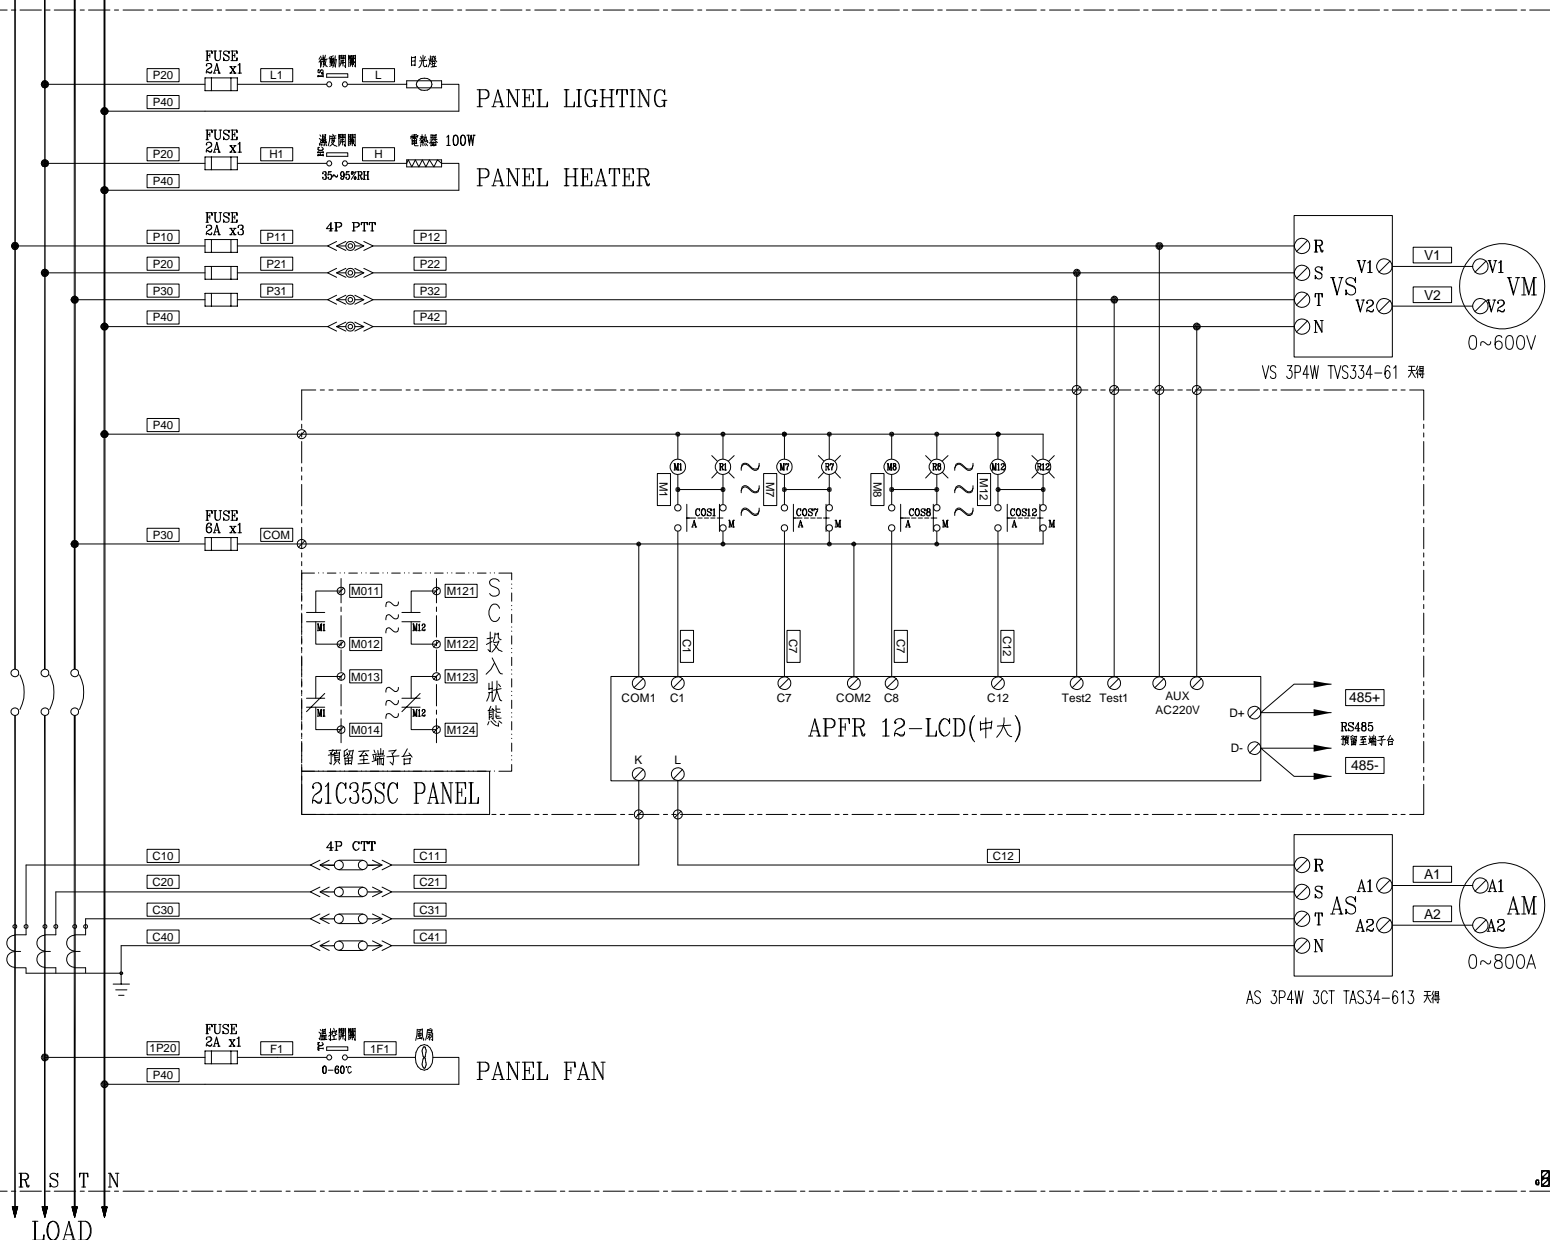 FUSE
2A x1
微動開關
日光燈
P20
L1
LS
L
P40
PANEL LIGHTING
FUSE
2A x1
濕度開關
電熱器 100W
P20
H1
HC
H
35~95%RH
P40
PANEL HEATER
FUSE
2A x3
4P PTT
P10
P11
P12
P20
P21
P22
P30
P31
P32
P40
P42
R
S
T
N
VS
V1
V2
V1
V2
V1
V2
VM
0~600V
VS 3P4W TVS334-61 天得
P40
M1
R1
M7
R7
M8
R8
M12
R12
M1
M7
M8
M12
COS1
A
M
COS7
A
M
COS8
A
M
COS12
A
M
FUSE
6A x1
P30
COM
M011
M121
M1
M12
M012
M122
M013
M123
M1
M12
M014
M124
SC投入狀態
預留至端子台
21C35SC PANEL
C1
C7
C7
C12
COM1
C1
C7
COM2
C8
C12
Test2
Test1
AUX
AC220V
D+
D-
APFR 12-LCD(中大)
K
L
485+
RS485
預留至端子台
485-
4P CTT
C10
C11
C12
C20
C21
C30
C31
C40
C41
R
S
T
N
AS
A1
A2
A1
A2
A1
A2
AM
0~800A
AS 3P4W 3CT TAS34-613 天得
FUSE
2A x1
溫控開關
風扇
1P20
F1
1F1
0-60℃
P40
PANEL FAN
R
S
T
N
LOAD